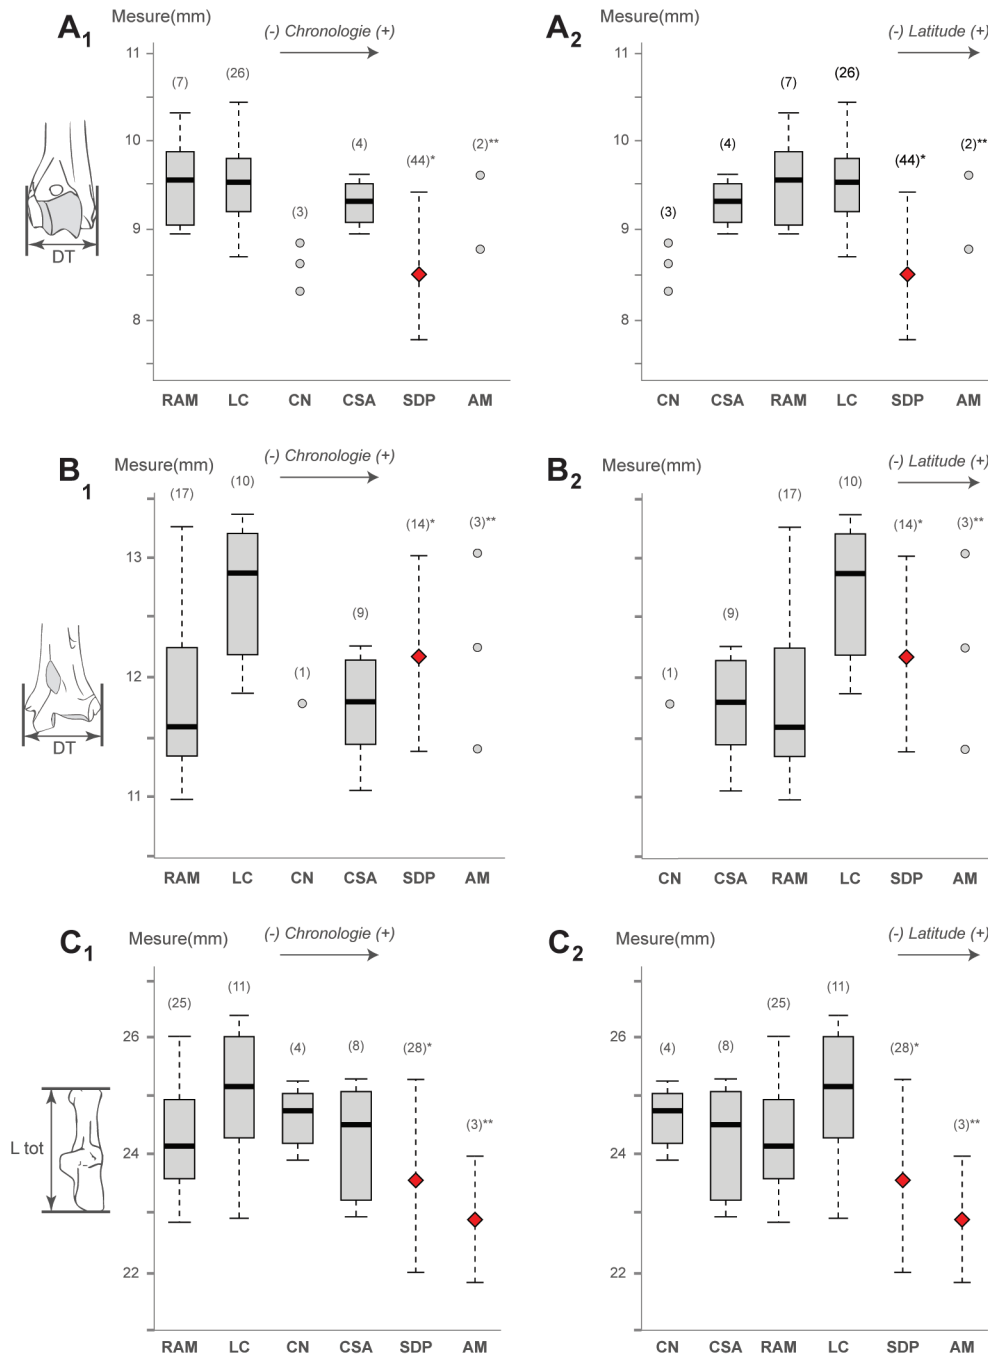 A1 Mesure(mm) (-) Chronologie (+)
11
(7) (26)
10
(4) (2)**
(44)*
(3)
9
8
DT
RAM LC CN CSA SDP AM
A2 Mesure(mm) (-) Latitude (+)
11
(26)
(7)
10
(4) (2)**
(44)*
(3)
9
8
CN CSA RAM LC SDP AM
B1 Mesure(mm) (-) Chronologie (+)
(17) (10)
(14)* (3)**
13
(9)
(1)
12
11
DT
RAM LC CN CSA SDP AM
B2 Mesure(mm) (-) Latitude (+)
(17) (10)
(14)* (3)**
(9)
(1)
CN CSA RAM LC SDP AM
C1 Mesure(mm) (-) Chronologie (+)
(25) (11)
26
(4) (8) (28)*
(3)**
24
22
L tot
RAM LC CN CSA SDP AM
C2 Mesure(mm) (-) Latitude (+)
(25) (11)
26
(4) (8) (28)*
(3)**
24
22
CN CSA RAM LC SDP AM